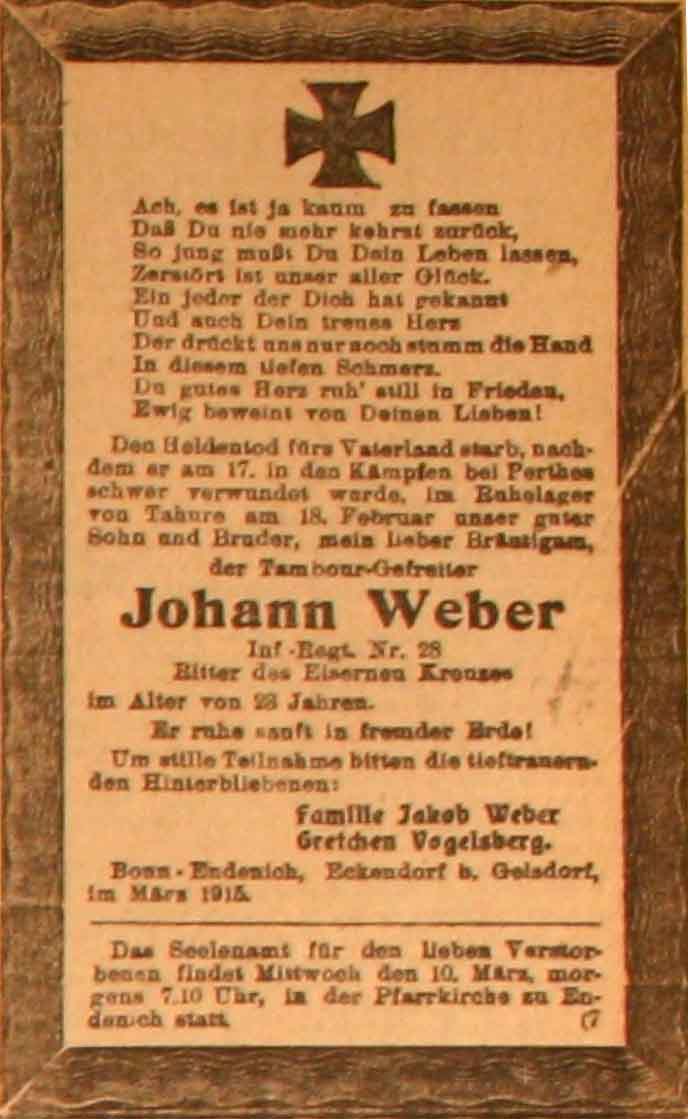 Ach, es ist ja kaum zu fassen
Daß Du nie mehr kehrst zurück,
So jung mußt Du Dein Leben lassen,
Zerstört ist unser aller Glück.
Ein jeder der Dich hat gekannt
Und auch Dein treues Herz
Der drückt uns nur noch stumm die Hand
In diesem tiefen Schmerz.
Du gutes Herz ruh' still in Frieden,
Ewig beweint von Deinen Lieben!
Den Heldentod fürs Vaterland starb, nach-
dem er am 17. in den Kämpfen bei Perthes
schwer verwundet wurde, im Ruhelager
von Tahure am 18. Februar unser guter
Sohn und Bruder, mein lieber Bräutigam,
der Tambour-Gefreiter
Johann Weber
Inf.-Regt. Nr. 28
Ritter des Eisernen Kreuzes
im Alter von 23 Jahren.
Er ruhe sanft in fremder Erde!
Um stille Teilnahme bitten die tieftrauern-
den Hinterbliebenen:
Familie Jakob Weber
Gretchen Vogelsberg.
Bonn-Endenich, Eckendorf b. Gelsdorf,
im März 1915.
Das Seelenamt für den lieben Verstor-
benen findet Mittwoch den 10. März, mor-
gens 7.10 Uhr, in der Pfarrkirche zu En-
denich statt. (7